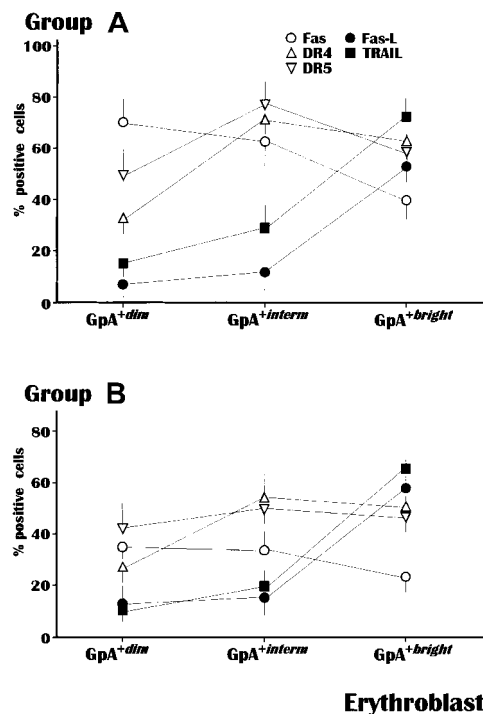 Group A
Fas Fas-L
DR4 TRAIL
DR5
% positive cells
100
80
60
40
20
0
GpA+dim GpA+interm GpA+bright
Group B
% positive cells
80
60
40
20
0
GpA+dim GpA+interm GpA+bright
Erythroblast